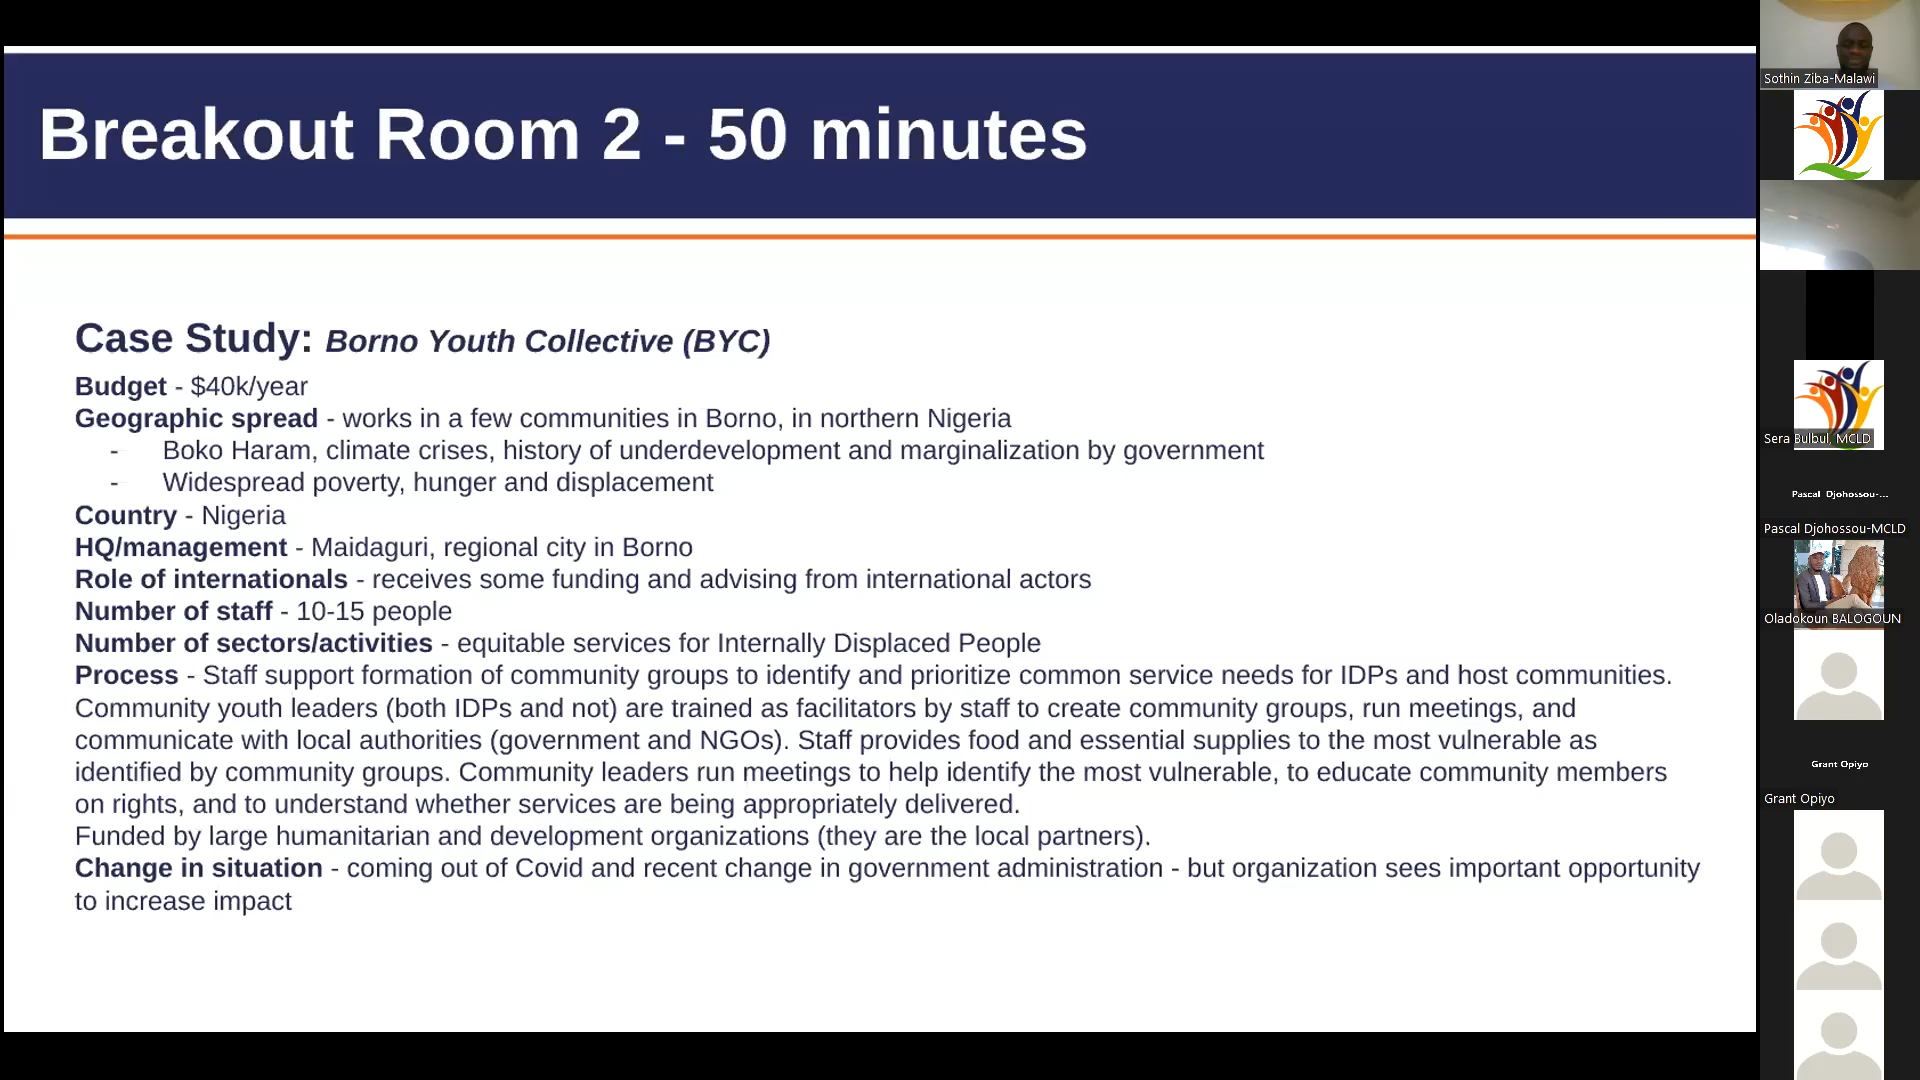 Breakout Room 2 - 50 minutes
Case Study: Borno Youth Collective (BYC)
Budget - $40k/year
Geographic spread - works in a few communities in Borno, in northern Nigeria
- Boko Haram, climate crises, history of underdevelopment and marginalization by government
- Widespread poverty, hunger and displacement
Country - Nigeria
HQ/management - Maidaguri, regional city in Borno
Role of internationals - receives some funding and advising from international actors
Number of staff - 10-15 people
Number of sectors/activities - equitable services for Internally Displaced People
Process - Staff support formation of community groups to identify and prioritize common service needs for IDPs and host communities.
Community youth leaders (both IDPs and not) are trained as facilitators by staff to create community groups, run meetings, and
communicate with local authorities (government and NGOs). Staff provides food and essential supplies to the most vulnerable as
identified by community groups. Community leaders run meetings to help identify the most vulnerable, to educate community members
on rights, and to understand whether services are being appropriately delivered.
Funded by large humanitarian and development organizations (they are the local partners).
Change in situation - coming out of Covid and recent change in government administration - but organization sees important opportunity
to increase impact
Sothin Ziba-Malawi
Sera Bulbul, MCLD
Pascal Djohossou-...
Pascal Djohossou-MCLD
Oladokoun BALOGOUN
Grant Opiyo
Grant Opiyo